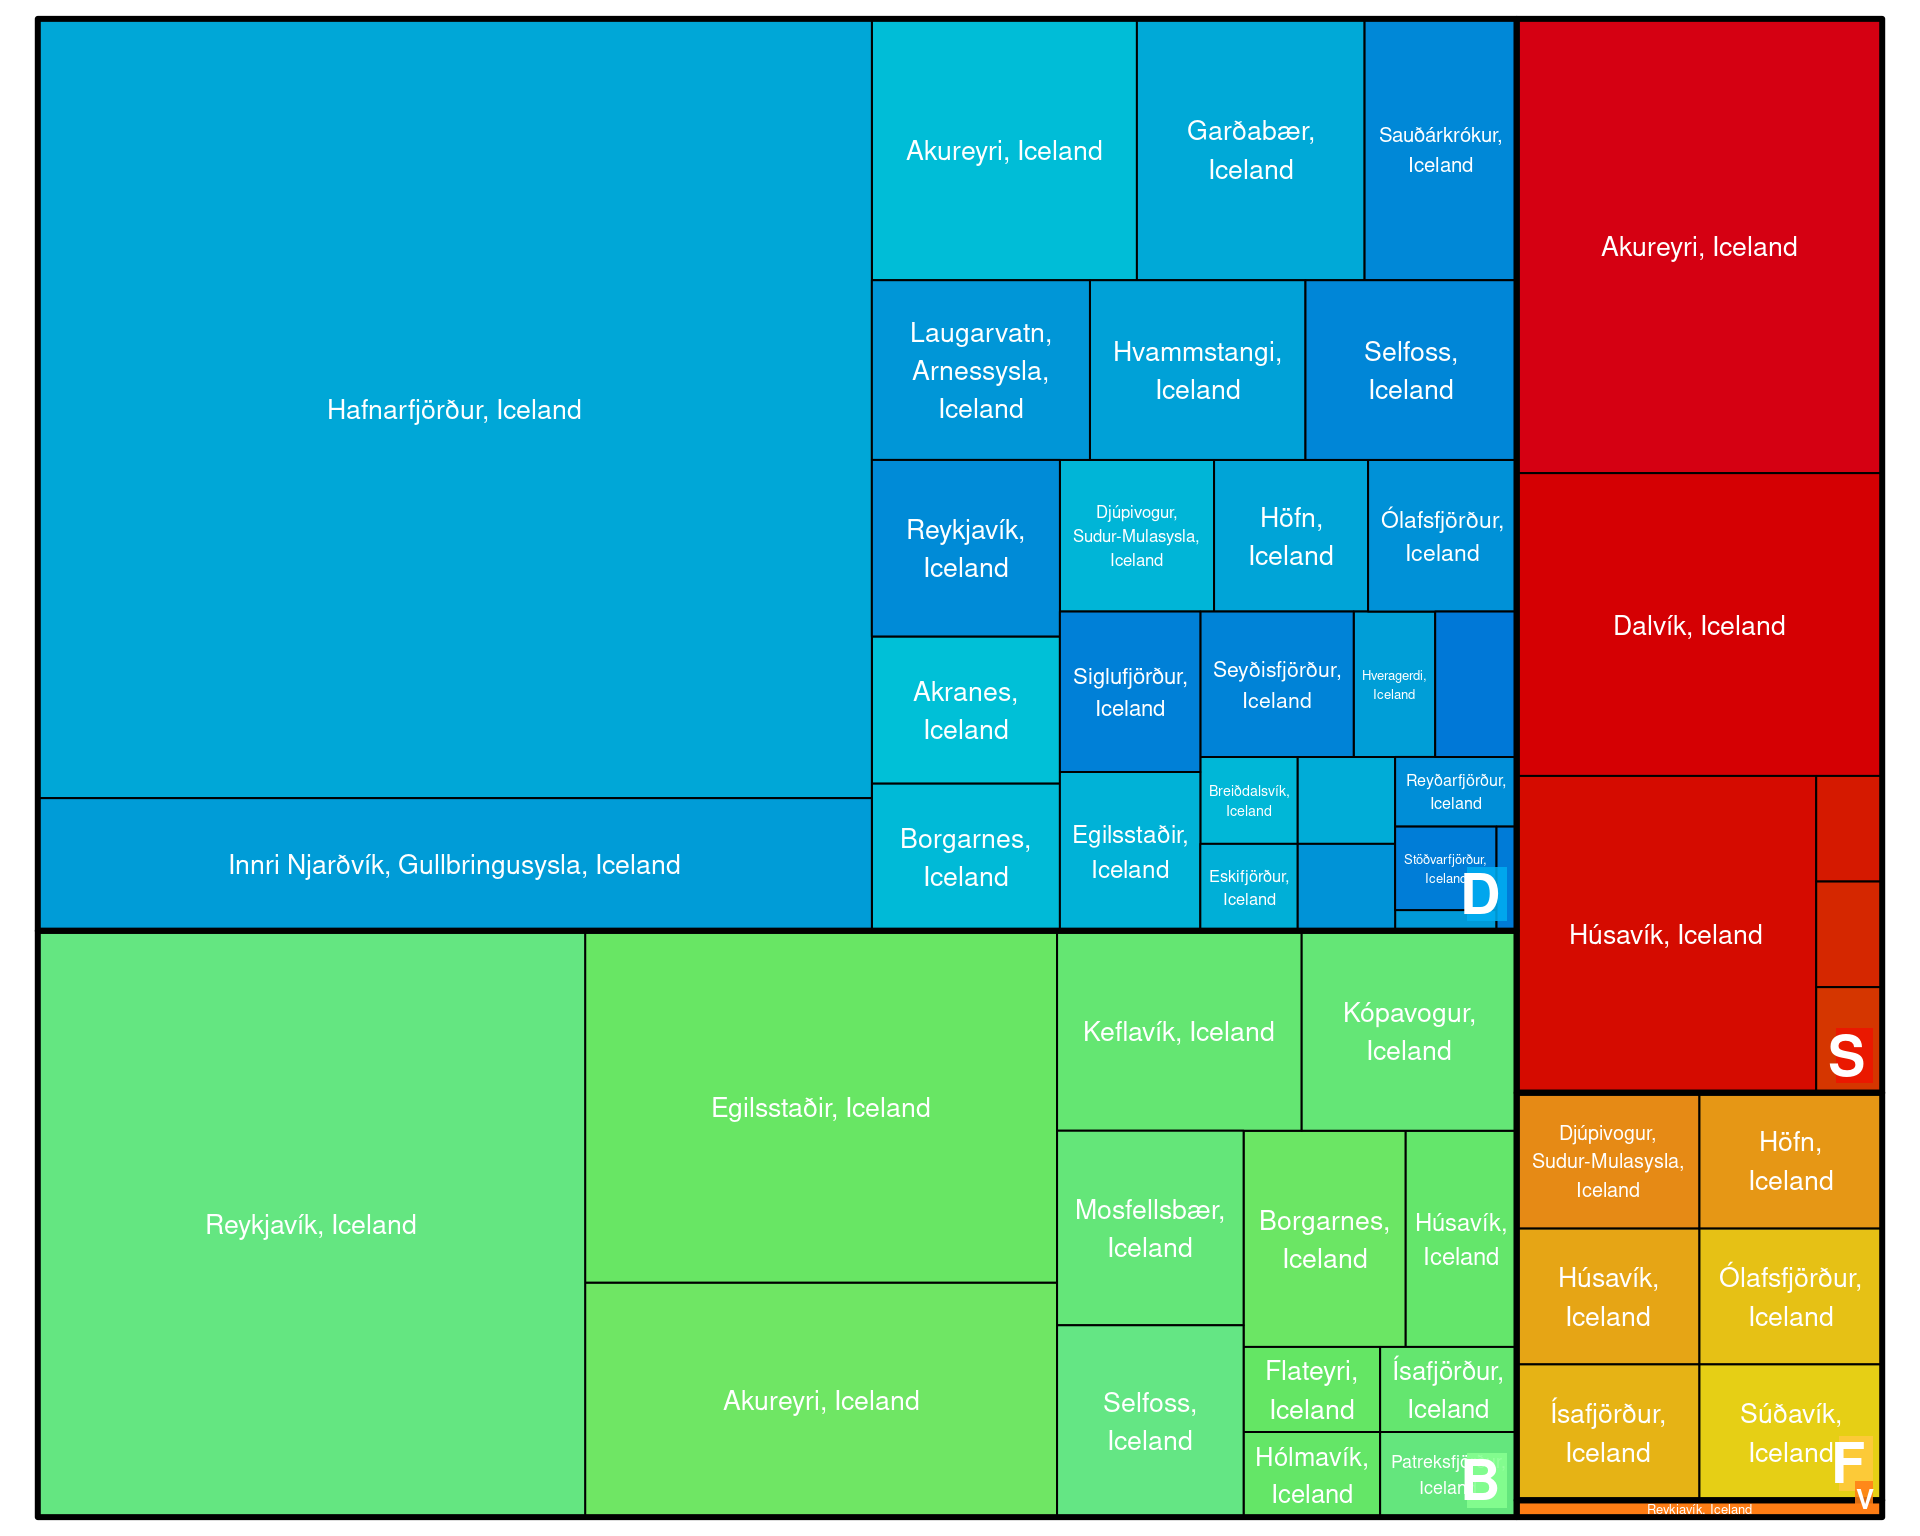 Hafnarfjörður, Iceland
Innri Njarðvík, Gullbringusysla, Iceland
Akureyri, Iceland
Garðabær,
Iceland
Sauðárkrókur,
Iceland
Laugarvatn,
Arnessysla,
Iceland
Hvammstangi,
Iceland
Selfoss,
Iceland
Reykjavík,
Iceland
Djúpivogur,
Sudur-Mulasysla,
Iceland
Höfn,
Iceland
Ólafsfjörður,
Iceland
Akranes,
Iceland
Siglufjörður,
Iceland
Seyðisfjörður,
Iceland
Hveragerdi,
Iceland
Borgarnes,
Iceland
Egilsstaðir,
Iceland
Breiðdalsvík,
Iceland
Eskifjörður,
Iceland
Reyðarfjörður,
Iceland
Stöðvarfjörður,
Iceland
D
Reykjavík, Iceland
Egilsstaðir, Iceland
Akureyri, Iceland
Keflavík, Iceland
Kópavogur,
Iceland
Mosfellsbær,
Iceland
Borgarnes,
Iceland
Húsavík,
Iceland
Selfoss,
Iceland
Flateyri,
Iceland
Ísafjörður,
Iceland
Hólmavík,
Iceland
Iceland
B
Akureyri, Iceland
Dalvík, Iceland
Húsavík, Iceland
S
Djúpivogur,
Sudur-Mulasysla,
Iceland
Höfn,
Iceland
Húsavík,
Iceland
Ólafsfjörður,
Iceland
Ísafjörður,
Iceland
Súðavík,
Iceland
F
Reykjavík, Iceland
V